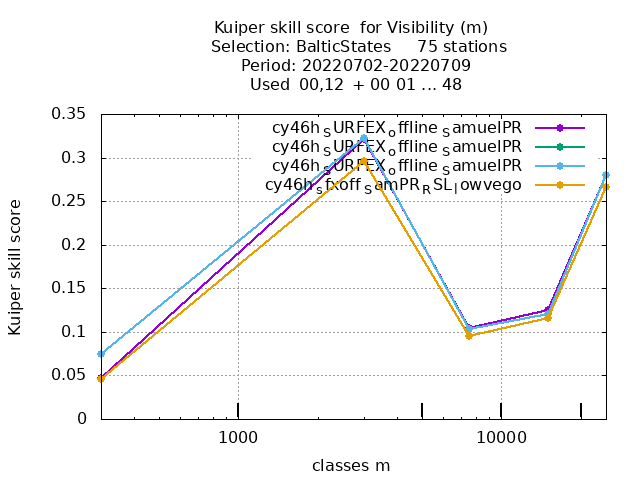 Kuiper skill score for Visibility (m)
Selection: BalticStates 75 stations
Period: 20220702-20220709
Used 00,12 + 00 01 ... 48
0.35
0.3
0.25
0.2
0.15
0.1
0.05
0
Kuiper skill score
cy46h_SURFEX_offline_SamuelPR
cy46h_SURFEX_offline_SamuelPR
cy46h_SURFEX_offline_SamuelPR
cy46h_sfxoff_SamPR_RSL_lowvego
1000 10000
classes m